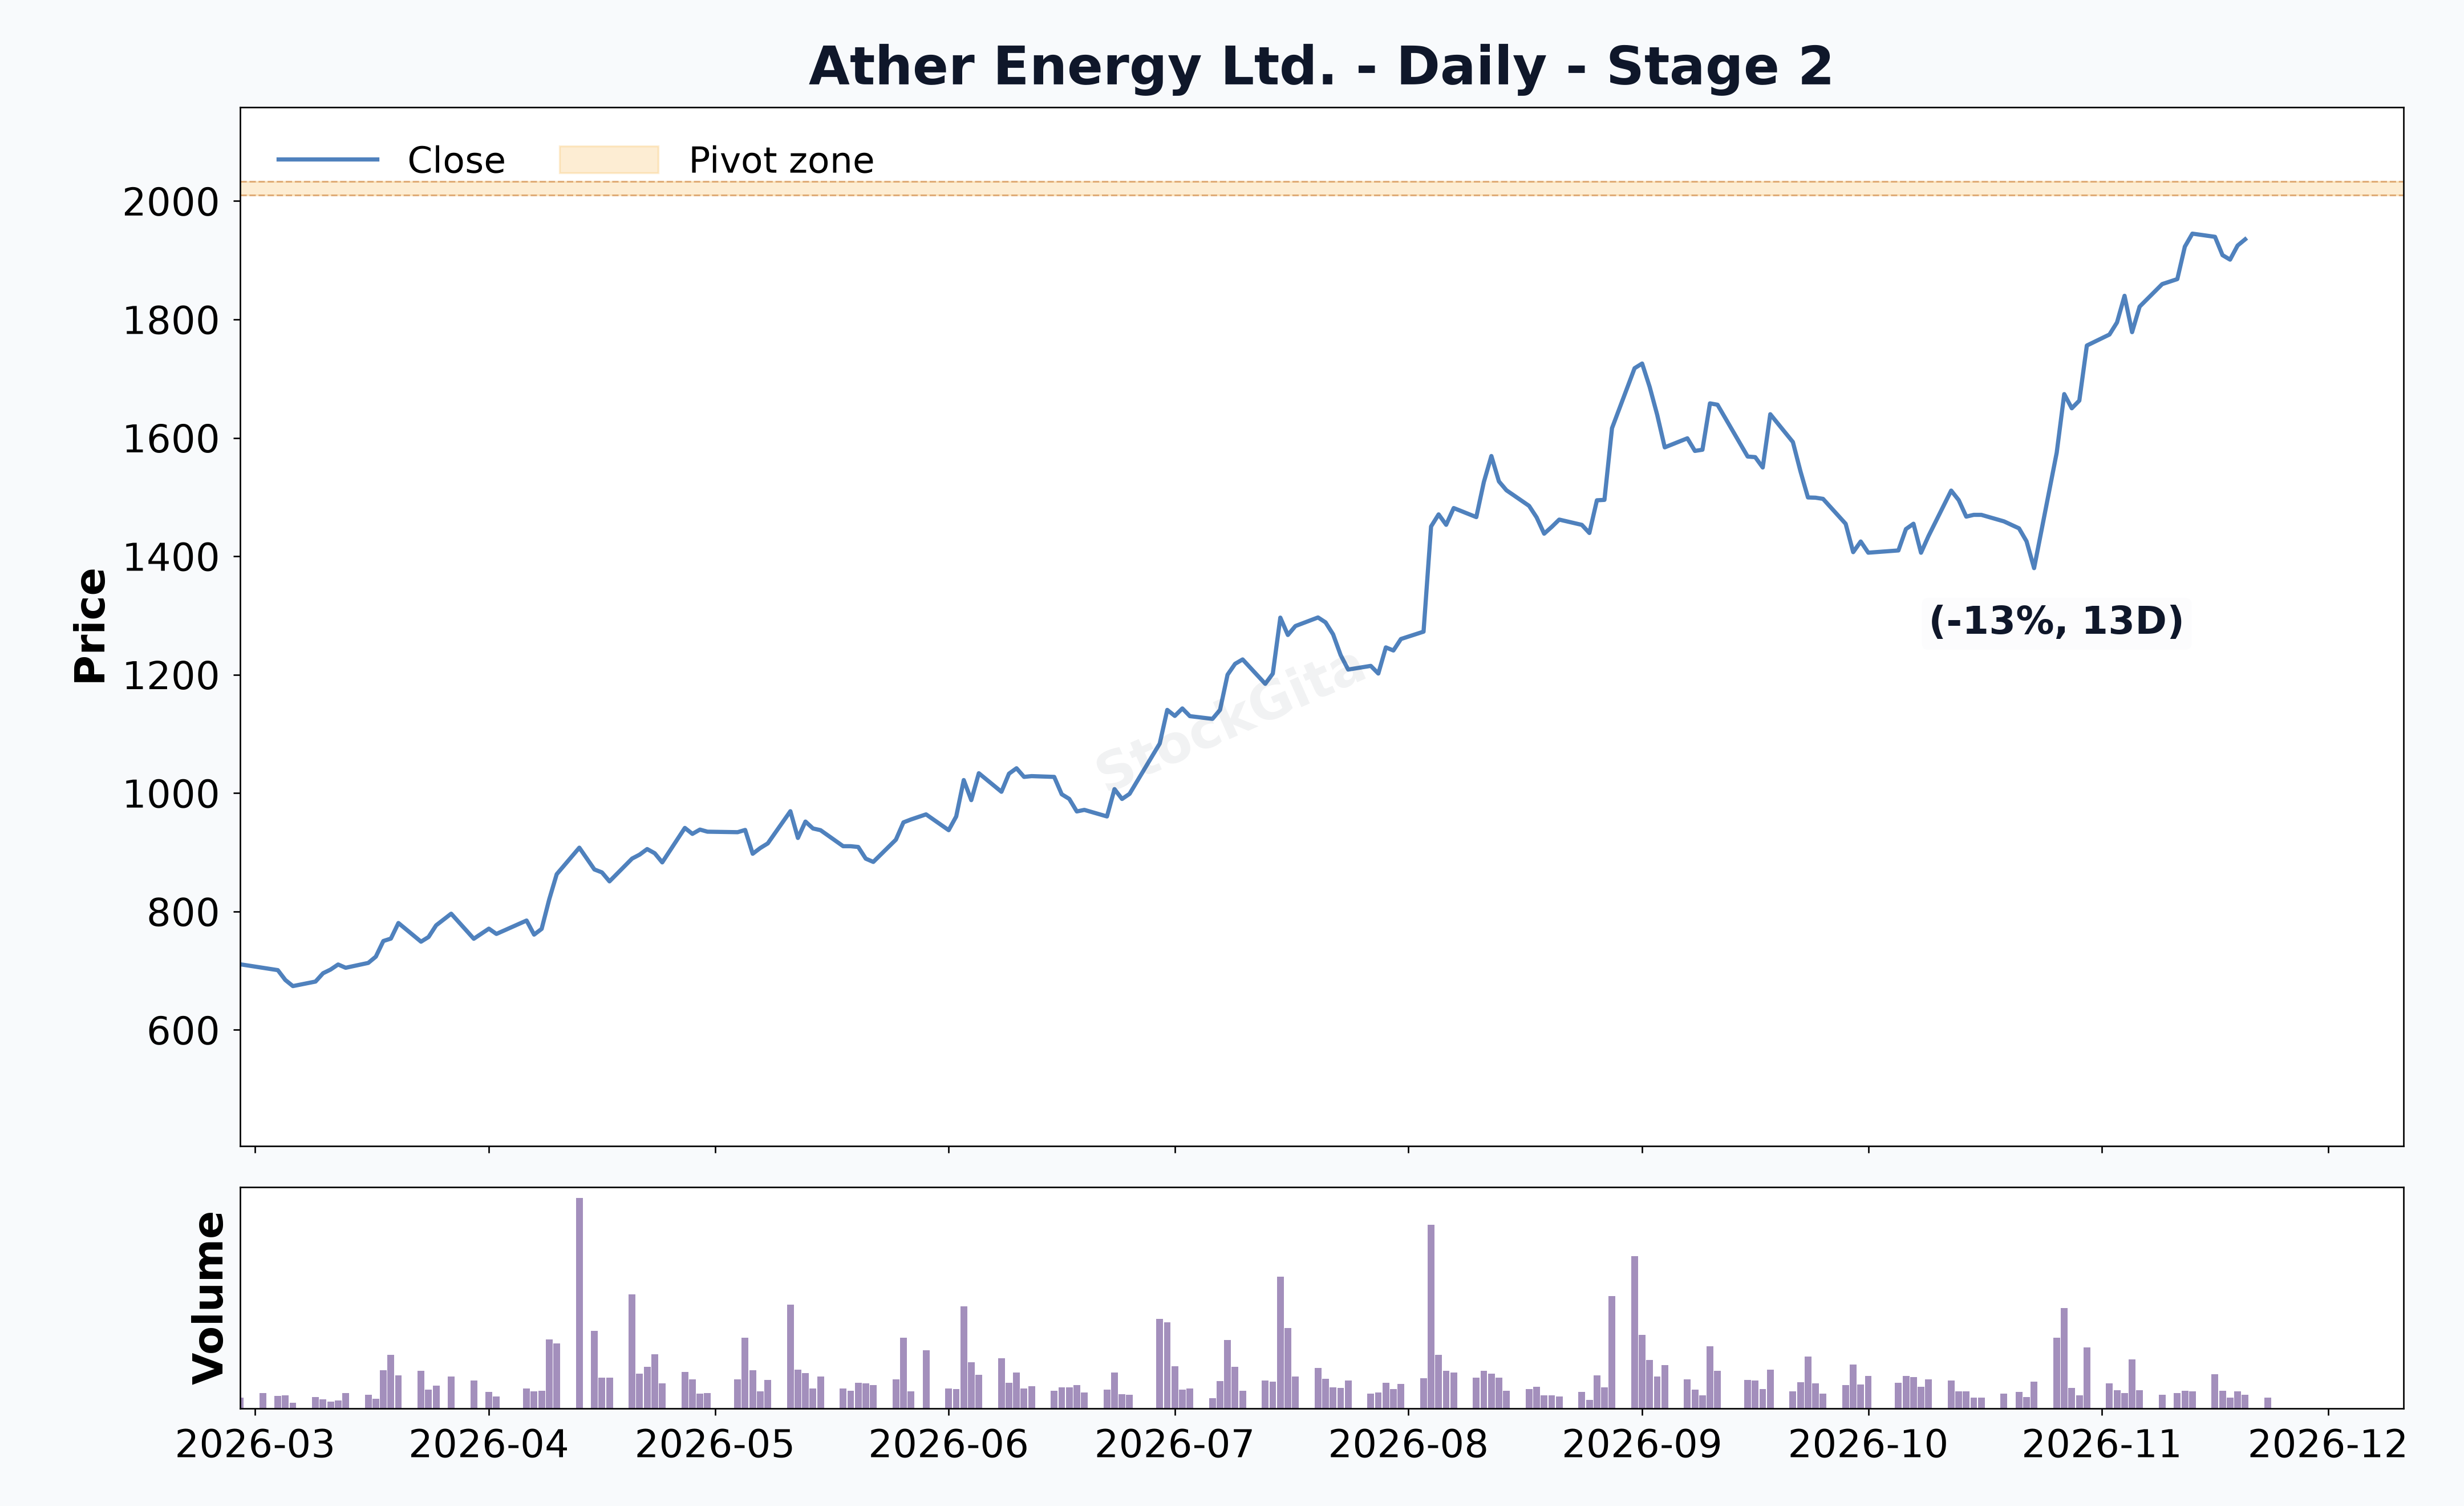 Ather Energy Ltd. - Daily - Stage 2
Close
Pivot zone
2000
1800
1600
1400
1200
1000
800
600
Price
(-13%, 13D)
StockGita
Volume
2026-03
2026-04
2026-05
2026-06
2026-07
2026-08
2026-09
2026-10
2026-11
2026-12